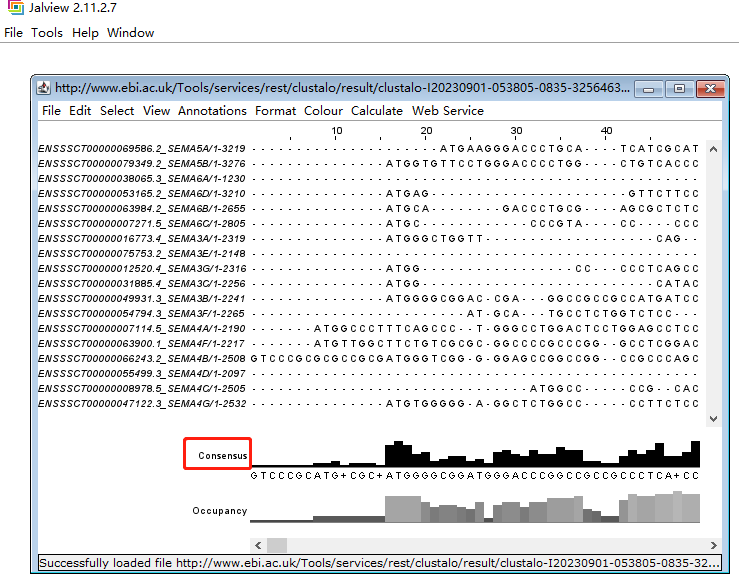 Jalview 2.11.2.7
File Tools Help Window
http://www.ebi.ac.uk/Tools/services/rest/clustalo/result/clustalo-I20230901-053805-0835-3256463...
File Edit Select View Annotations Format Colour Calculate Web Service
10 20 30 40
ENSSSCT00000069586.2_SEMA5A/1-3219 ---------------------ATGAAGGGACCCTGCA----TCATCGCAT
ENSSSCT00000079349.2_SEMA5B/1-3276 ---------------ATGGTGTTCCTGGGACCCCTGG----CTGTCACCC
ENSSSCT00000038065.3_SEMA6A/1-1230 --------------------------------------------------
ENSSSCT00000053165.2_SEMA6D/1-3210 ---------------ATGAG----------------------GTTCTTCC
ENSSSCT00000063984.2_SEMA6B/1-2655 ---------------ATGCA--------GACCCTGCG----AGCGCTCTC
ENSSSCT00000007271.5_SEMA6C/1-2805 ---------------ATGC------------CCCGTA----CC----CCC
ENSSSCT00000016773.4_SEMA3A/1-2319 ---------------ATGGGCTGGTT-------------------CAG--
ENSSSCT00000075753.2_SEMA3E/1-2148 --------------------------------------------------
ENSSSCT00000012520.4_SEMA3G/1-2316 ---------------ATGG-----------------CC---CCCTCAGCC
ENSSSCT00000031885.4_SEMA3C/1-2256 ---------------ATGG--------------------------CATAC
ENSSSCT00000049931.3_SEMA3B/1-2241 ---------------ATGGGGCGGAC-CGA---GGCCGCCGCCATGATCC
ENSSSCT00000054794.3_SEMA3F/1-2265 ------------------------AT-GCA---TGCCTCTGGTCTCC---
ENSSSCT00000007114.5_SEMA4A/1-2190 -------ATGGCCCTTTCAGCCC--T-GGGCCTGGACTCCTGGAGCCTCC
ENSSSCT00000063900.1_SEMA4F/1-2217 -------ATGTTGGCTTCTGTCGCGC-GGCCCCGCCCGG--GCCTCGGAC
ENSSSCT00000066243.2_SEMA4B/1-2508 GTCCCGCGCCGCCGCATGGGTCGG-G-GGAGCCGGCCGG--CCGCCCAGC
ENSSSCT00000055499.3_SEMA4D/1-2097 --------------------------------------------------
ENSSSCT00000008978.5_SEMA4C/1-2505 -------------------------------ATGGCC-----CCG--CAC
ENSSSCT00000047122.3_SEMA4G/1-2532 ---------------ATGTGGGGG-A-GGCTCTGGCC-----CCTTCTCC
Consensus
GTCCCGCATG+CGC+ATGGGGCGGATGGGGACCCGGCCGCCGCCCTCA+CC
Occupancy
Successfully loaded file http://www.ebi.ac.uk/Tools/services/rest/clustalo/result/clustalo-I20230901-053805-0835-32...